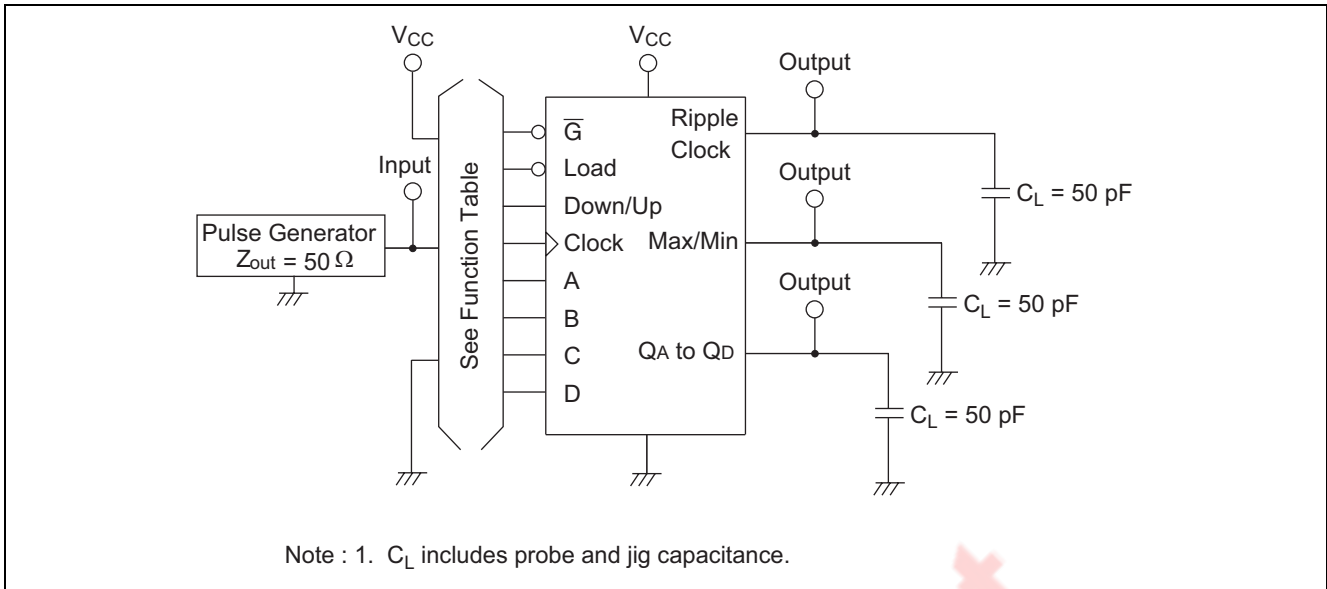 VCC
VCC
Output
Input
See Function Table
G
Ripple
Clock
Load
Output
Down/Up
Pulse Generator
Zout = 50 Ω
Clock
Max/Min
CL = 50 pF
A
Output
B
CL = 50 pF
C
QA to QD
D
CL = 50 pF
Note : 1. CL includes probe and jig capacitance.